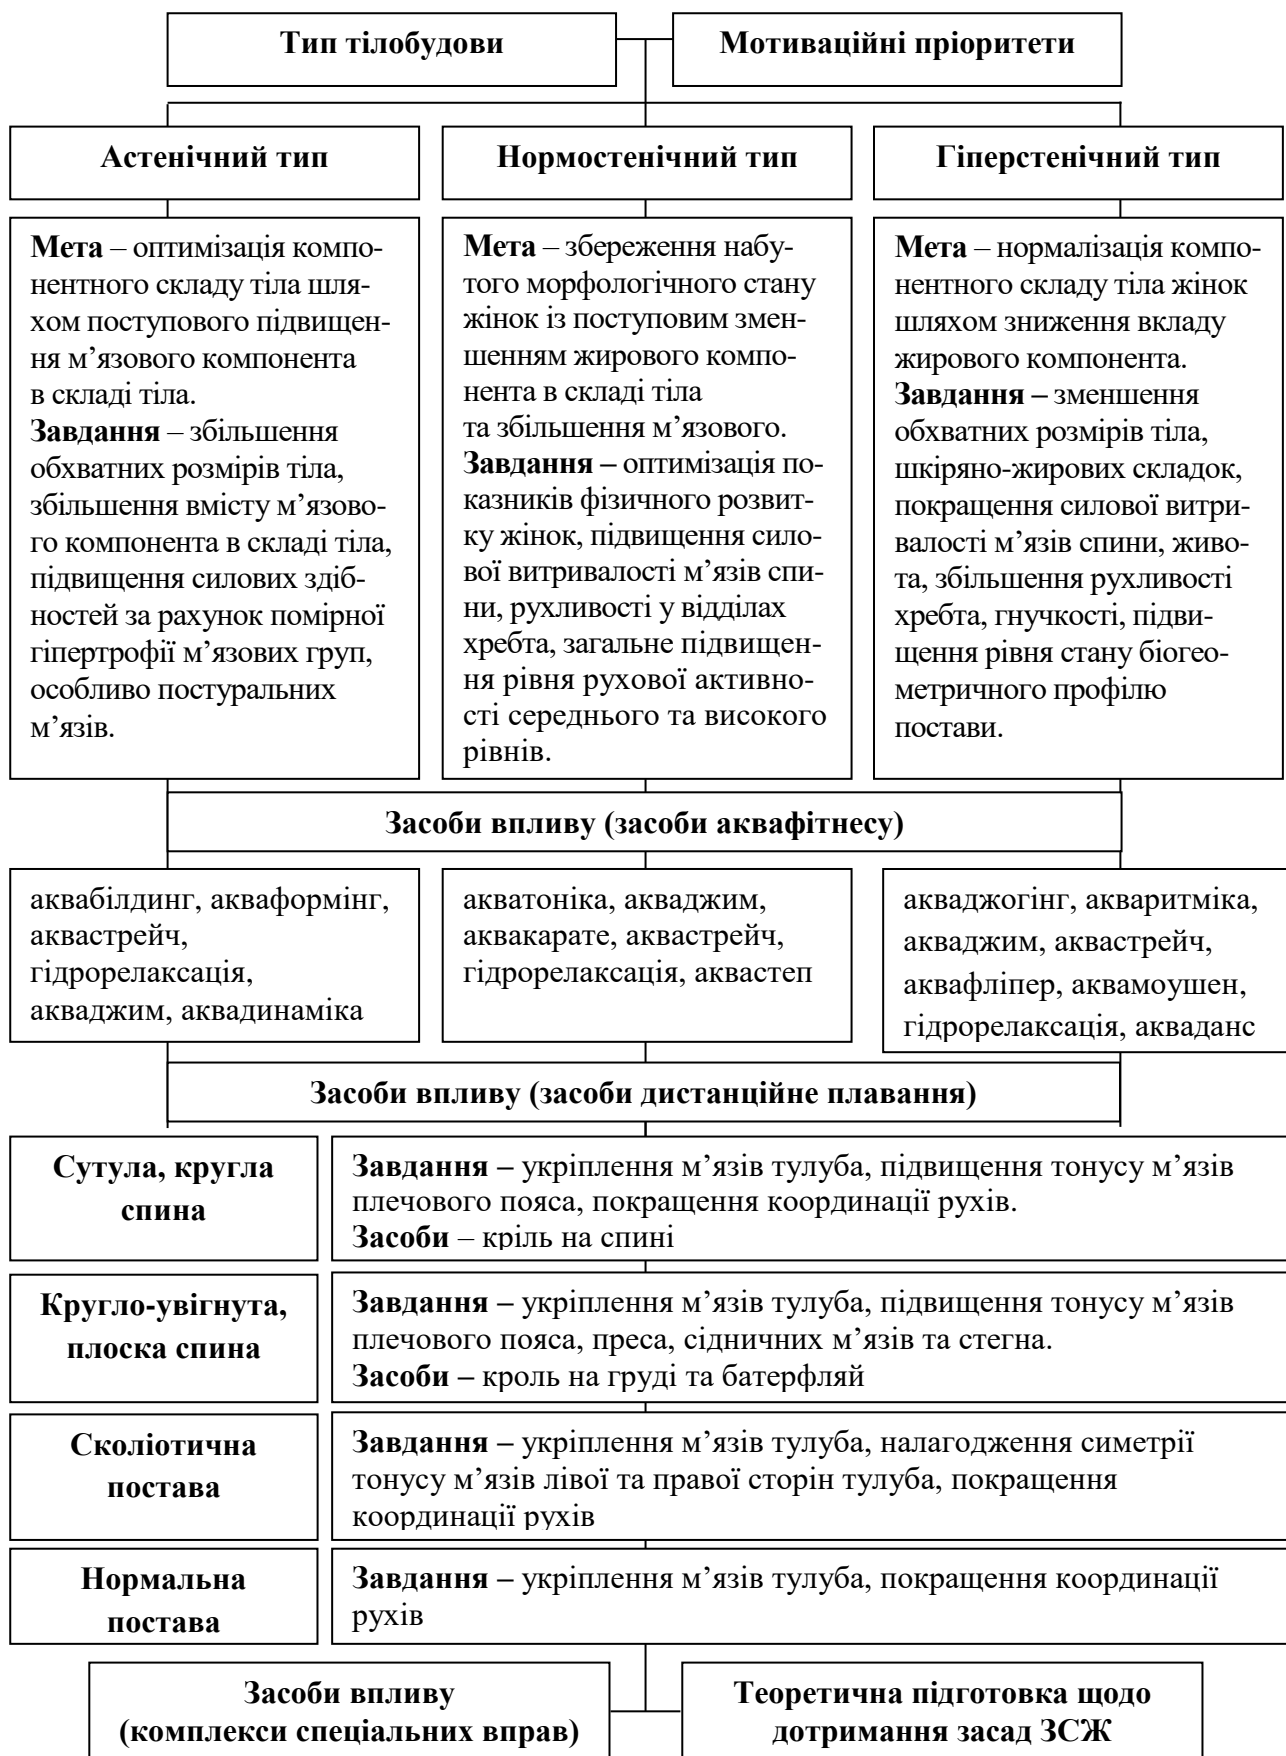 Тип тілобудови
Мотиваційні пріоритети
Астенічний тип
Нормостенічний тип
Гіперстенічний тип
Мета – оптимізація компо-
нентного складу тіла шля-
хом поступового підвищен-
ня м’язового компонента
в складі тіла.
Завдання – збільшення
обхватних розмірів тіла,
збільшення вмісту м’язово-
го компонента в складі тіла,
підвищення силових здіб-
ностей за рахунок помірної
гіпертрофії м’язових груп,
особливо постуральних
м’язів.
Мета – збереження набу-
того морфологічного стану
жінок із поступовим змен-
шенням жирового компо-
нента в складі тіла
та збільшення м’язового.
Завдання – оптимізація по-
казників фізичного розвит-
ку жінок, підвищення сило-
вої витривалості м’язів спи-
ни, рухливості у відділах
хребта, загальне підвищен-
ня рівня рухової активно-
сті середнього та високого
рівнів.
Мета – нормалізація компо-
нентного складу тіла жінок
шляхом зниження вкладу
жирового компонента.
Завдання – зменшення
обхватних розмірів тіла,
шкіряно-жирових складок,
покращення силової витри-
валості м’язів спини, живо-
та, збільшення рухливості
хребта, гнучкості, підви-
щення рівня стану біогео-
метричного профілю
постави.
Засоби впливу (засоби аквафітнесу)
аквабілдинг, акваформінг,
аквастрейч,
гідрорелаксація,
акваджим, аквадинаміка
акватоніка, акваджим,
аквакарате, аквастрейч,
гідрорелаксація, аквастеп
акваджогінг, акваритміка,
акваджим, аквастрейч,
аквафліпер, аквамоушен,
гідрорелаксація, акваданс
Засоби впливу (засоби дистанційне плавання)
Сутула, кругла
спина
Завдання – укріплення м’язів тулуба, підвищення тонусу м’язів
плечового пояса, покращення координації рухів.
Засоби – кріль на спині
Кругло-увігнута,
плоска спина
Завдання – укріплення м’язів тулуба, підвищення тонусу м’язів
плечового пояса, преса, сідничних м’язів та стегна.
Засоби – кроль на груді та батерфляй
Сколіотична
постава
Завдання – укріплення м’язів тулуба, налагодження симетрії
тонусу м’язів лівої та правої сторін тулуба, покращення
координації рухів
Нормальна
постава
Завдання – укріплення м’язів тулуба, покращення координації
рухів
Засоби впливу
(комплекси спеціальних вправ)
Теоретична підготовка щодо
дотримання засад ЗСЖ